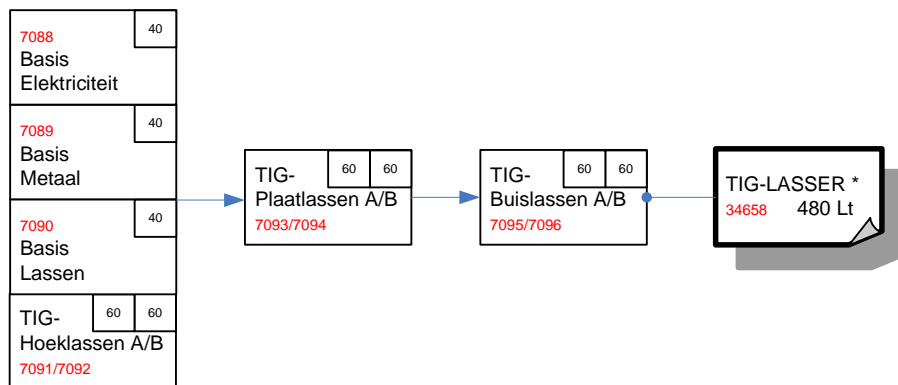 7088
40
Basis
Elektriciteit
7089
40
Basis
Metaal
7090
40
Basis
Lassen
TIG-
60 60
Hoeklassen A/B
7091/7092
TIG-
60 60
Plaatlassen A/B
7093/7094
TIG-
60 60
Buislassen A/B
7095/7096
TIG-LASSER *
34658 480 Lt